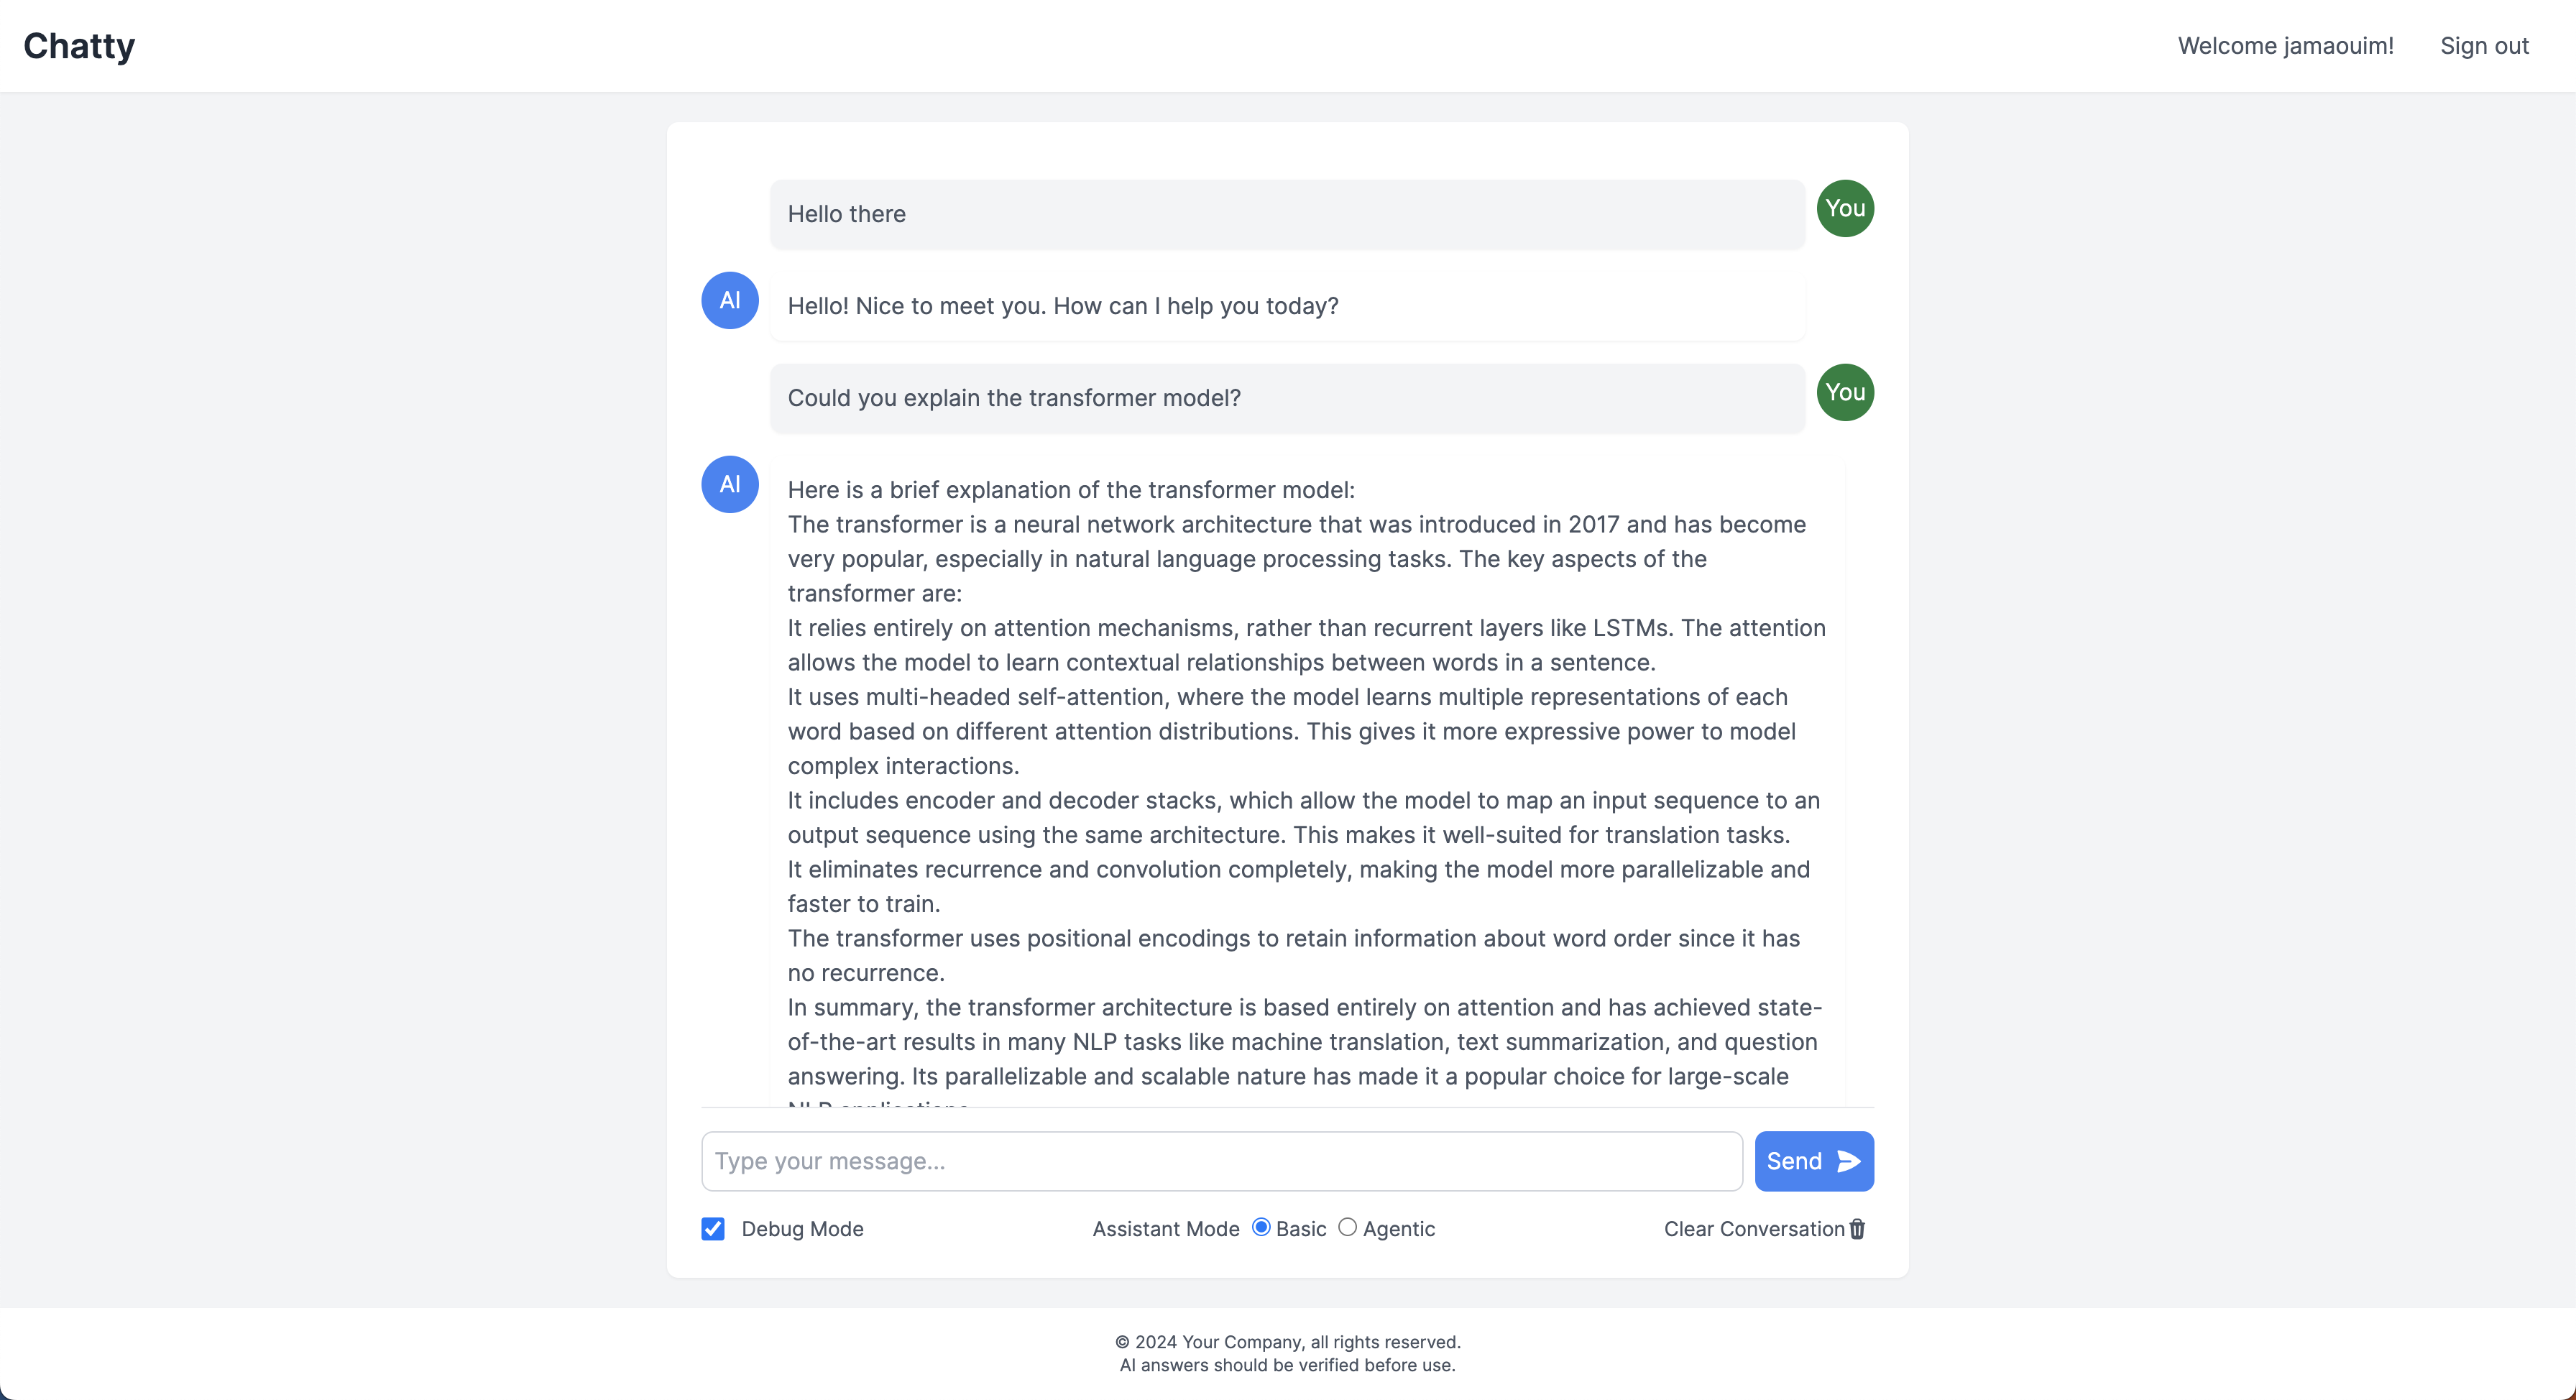 Chatty
Welcome jamaouim!
Sign out
Hello there
You
AI
Hello! Nice to meet you. How can I help you today?
Could you explain the transformer model?
You
AI
Here is a brief explanation of the transformer model:
The transformer is a neural network architecture that was introduced in 2017 and has become
very popular, especially in natural language processing tasks. The key aspects of the
transformer are:
It relies entirely on attention mechanisms, rather than recurrent layers like LSTMs. The attention
allows the model to learn contextual relationships between words in a sentence.
It uses multi-headed self-attention, where the model learns multiple representations of each
word based on different attention distributions. This gives it more expressive power to model
complex interactions.
It includes encoder and decoder stacks, which allow the model to map an input sequence to an
output sequence using the same architecture. This makes it well-suited for translation tasks.
It eliminates recurrence and convolution completely, making the model more parallelizable and
faster to train.
The transformer uses positional encodings to retain information about word order since it has
no recurrence.
In summary, the transformer architecture is based entirely on attention and has achieved state-
of-the-art results in many NLP tasks like machine translation, text summarization, and question
answering. Its parallelizable and scalable nature has made it a popular choice for large-scale
NLP applications
Type your message...
Send
Debug Mode
Assistant Mode Basic Agentic
Clear Conversation
© 2024 Your Company, all rights reserved.
AI answers should be verified before use.